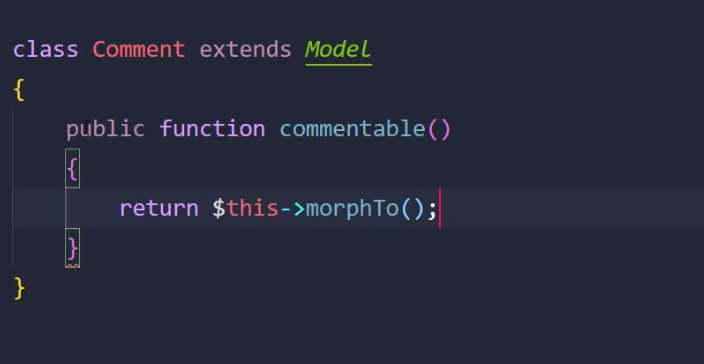 class Comment extends Model
{
    public function commentable()
    {
        return $this->morphTo();
    }
}